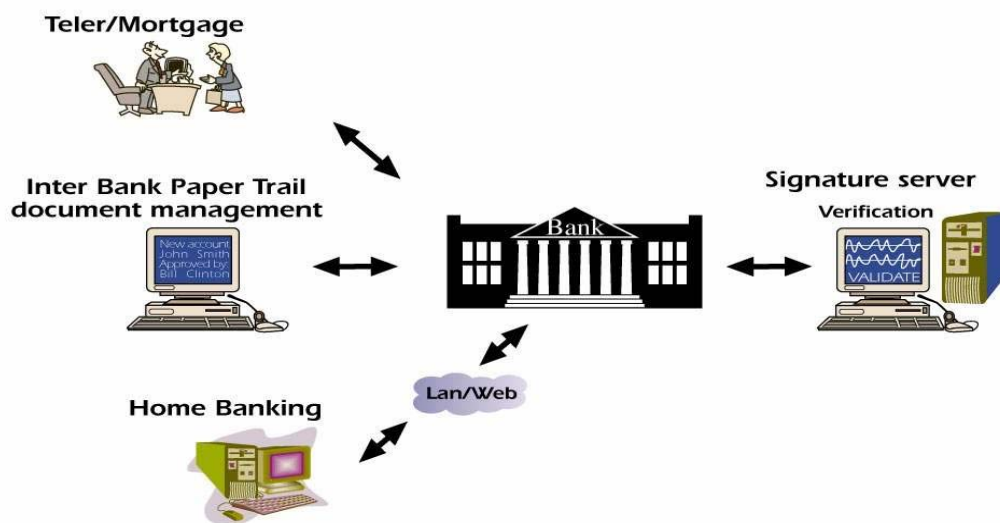 Teler/Mortgage
Inter Bank Paper Trail
document management
New account
John Smith
Approved by:
Bill Clinton
Bank
Signature server
Verification
VALIDATE
Lan/Web
Home Banking